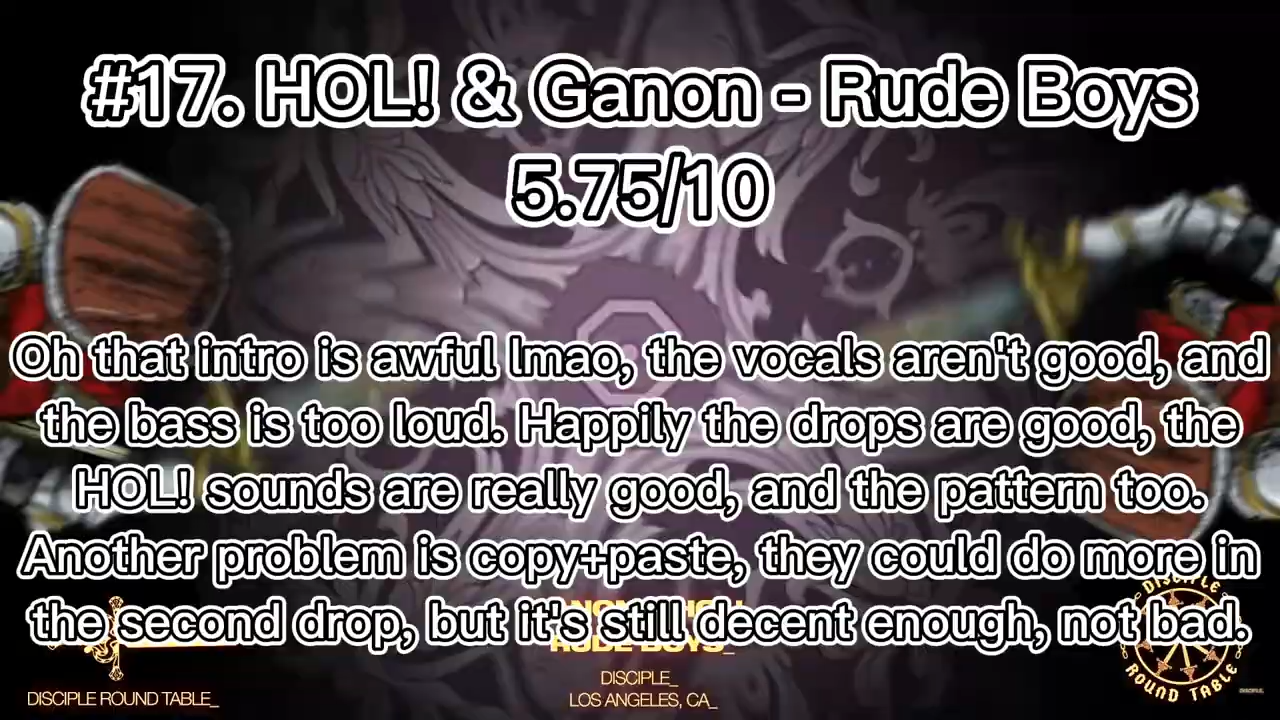 #17. HOL! & Ganon - Rude Boys
5.75/10
Oh that intro is awful lmao, the vocals aren't good, and
the bass is too loud. Happily the drops are good, the
HOL! sounds are really good, and the pattern too.
Another problem is copy+paste, they could do more in
the second drop, but it's still decent enough, not bad.
RUDE BOYS_
DISCIPLE_
LOS ANGELES, CA_
DISCIPLE ROUND TABLE_
DISCIPLE
ROUND TABLE